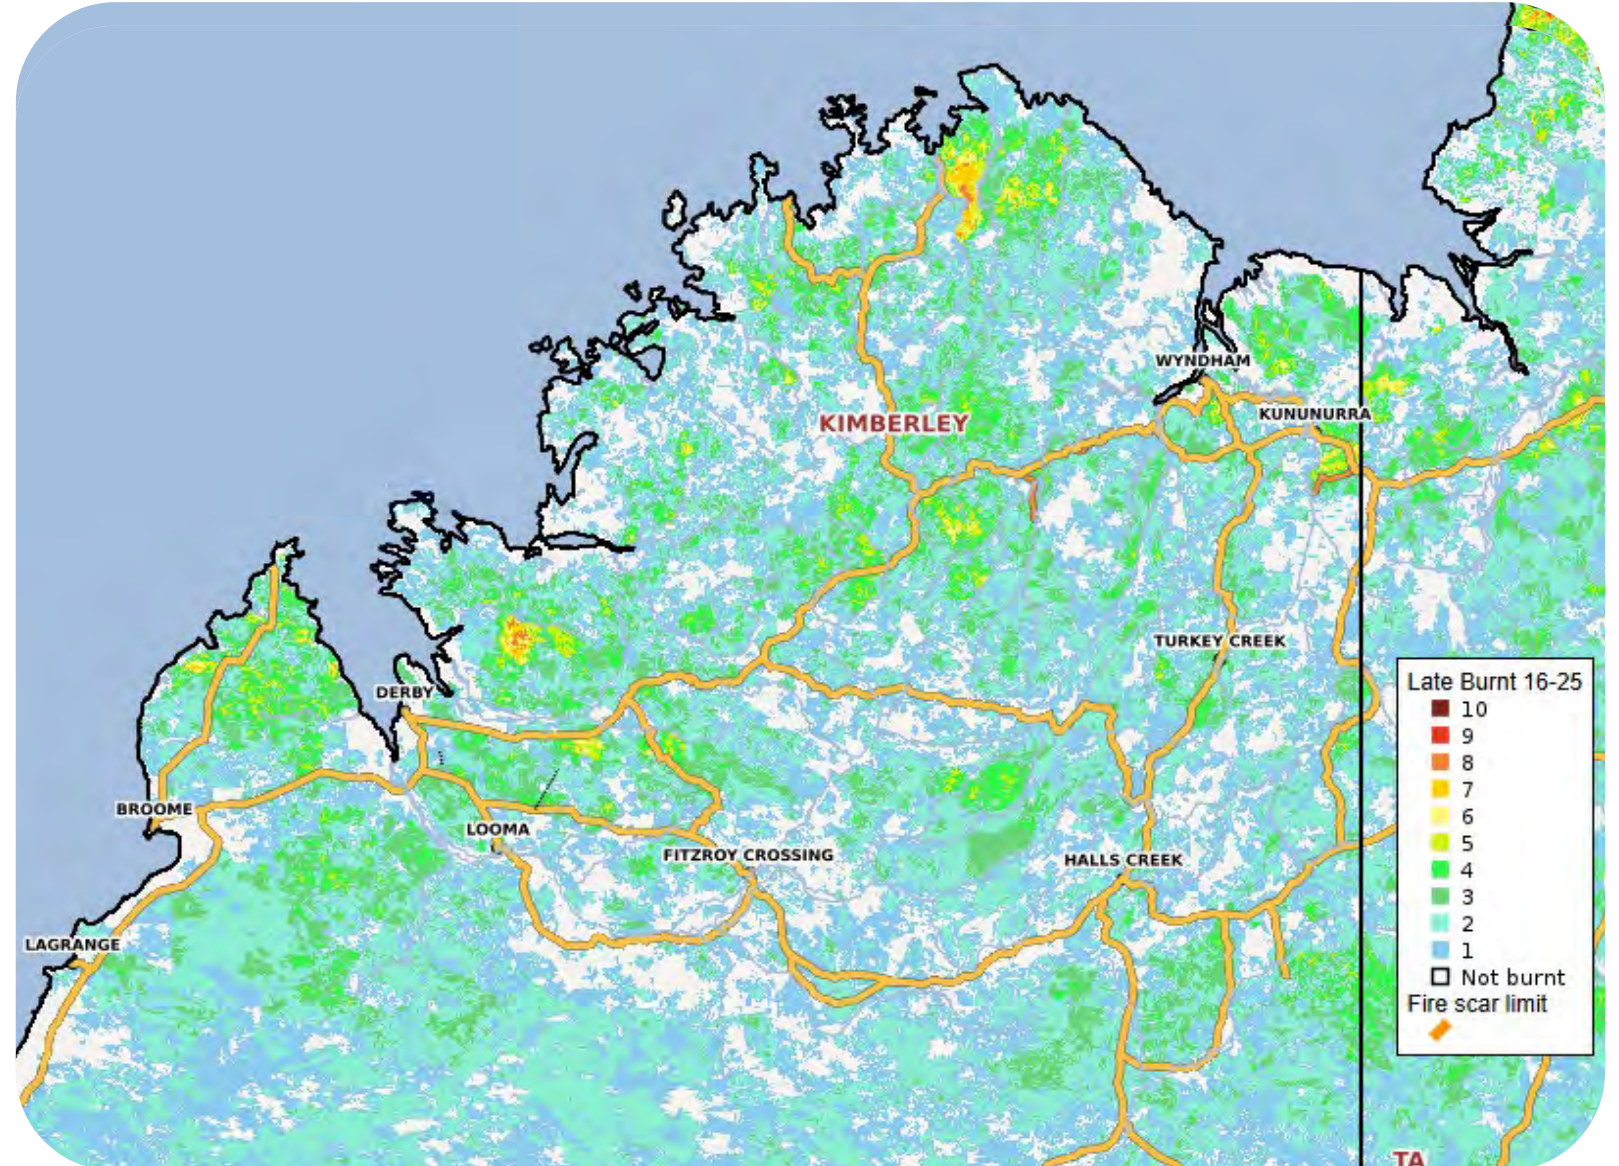 WYNDHAM
KUNUNURRA
KIMBERLEY
TURKEY CREEK
DERBY
BROOME
LOOMA
FITZROY CROSSING
HALLS CREEK
LAGRANGE
Late Burnt 16-25
10
9
8
7
6
5
4
3
2
1
Not burnt
Fire scar limit
TA